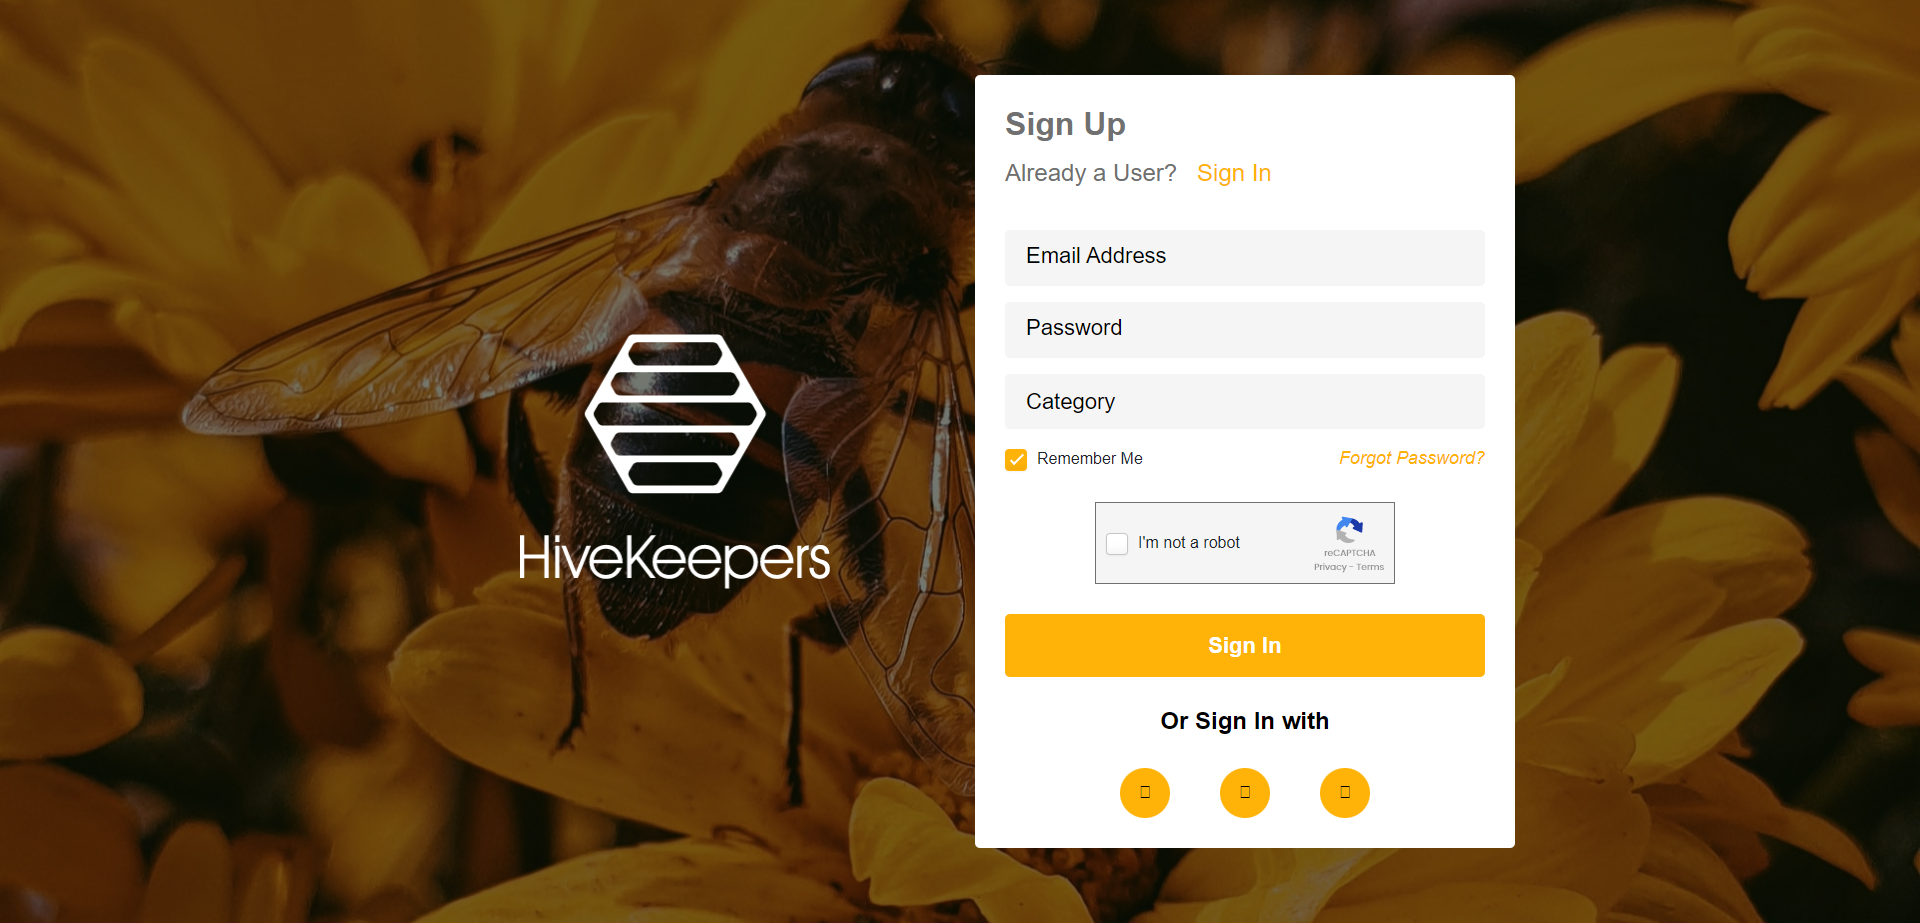 Sign Up
Already a User? Sign In
Email Address
Password
Category
Remember Me
Forgot Password?
I'm not a robot
reCAPTCHA
Privacy - Terms
HiveKeepers
Sign In
Or Sign In with